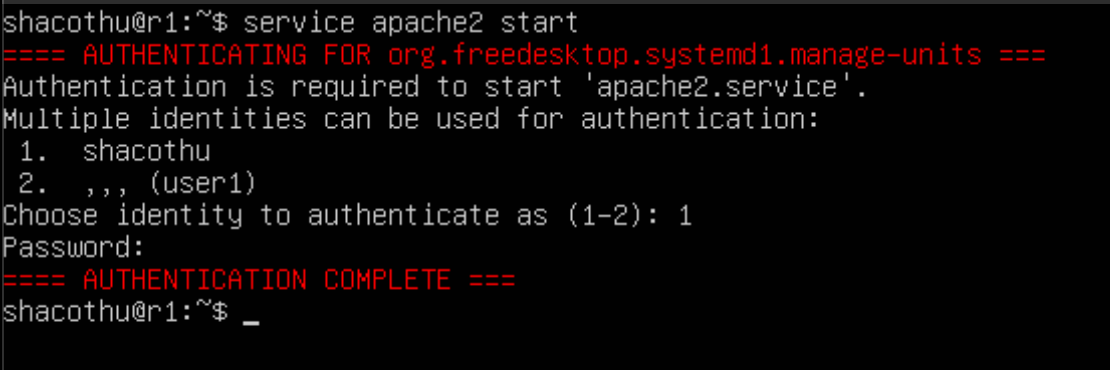 shacothu@r1:~$ service apache2 start
==== AUTHENTICATING FOR org.freedesktop.systemd1.manage-units ===
Authentication is required to start 'apache2.service'.
Multiple identities can be used for authentication:
 1.  shacothu
 2.  ,,, (user1)
Choose identity to authenticate as (1-2): 1
Password:
==== AUTHENTICATION COMPLETE ===
shacothu@r1:~$ _